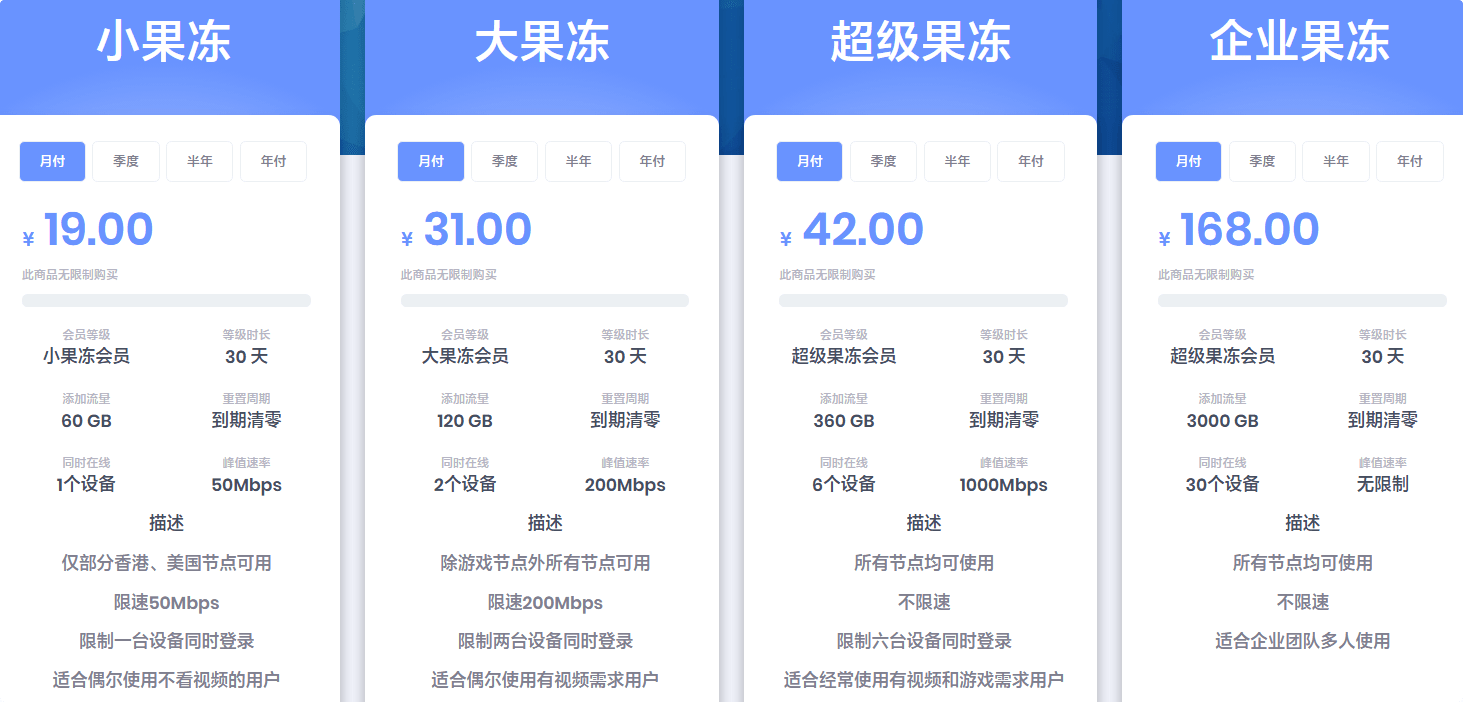 小果冻
月付 季度 半年 年付
¥ 19.00
此商品无限制购买
会员等级 等级时长
小果冻会员 30 天
添加流量 重置周期
60 GB 到期清零
同时在线 峰值速率
1个设备 50Mbps
描述
仅部分香港、美国节点可用
限速50Mbps
限制一台设备同时登录
适合偶尔使用不看视频的用户
大果冻
月付 季度 半年 年付
¥ 31.00
此商品无限制购买
会员等级 等级时长
大果冻会员 30 天
添加流量 重置周期
120 GB 到期清零
同时在线 峰值速率
2个设备 200Mbps
描述
除游戏节点外所有节点可用
限速200Mbps
限制两台设备同时登录
适合偶尔使用有视频需求用户
超级果冻
月付 季度 半年 年付
¥ 42.00
此商品无限制购买
会员等级 等级时长
超级果冻会员 30 天
添加流量 重置周期
360 GB 到期清零
同时在线 峰值速率
6个设备 1000Mbps
描述
所有节点均可使用
不限速
限制六台设备同时登录
适合经常使用有视频和游戏需求用户
企业果冻
月付 季度 半年 年付
¥ 168.00
此商品无限制购买
会员等级 等级时长
超级果冻会员 30 天
添加流量 重置周期
3000 GB 到期清零
同时在线 峰值速率
30个设备 无限制
描述
所有节点均可使用
不限速
适合企业团队多人使用